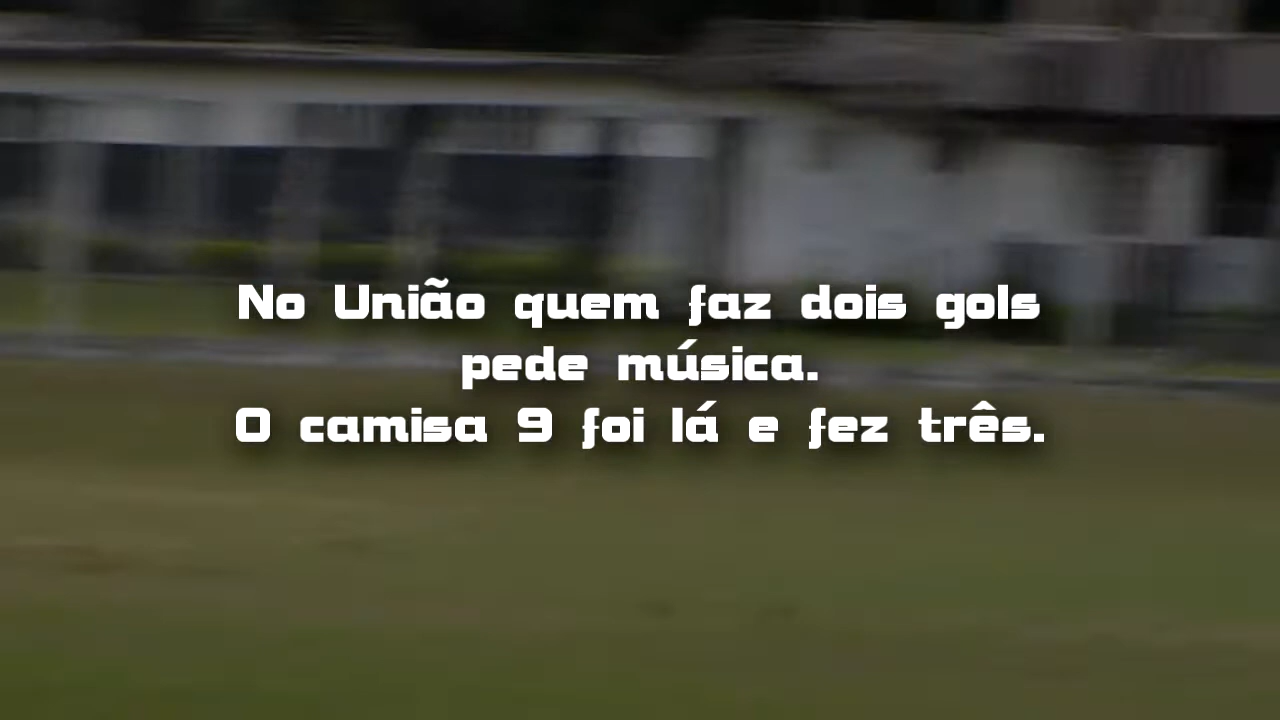 No União quem faz dois gols
pede música.
O camisa 9 foi lá e fez três.